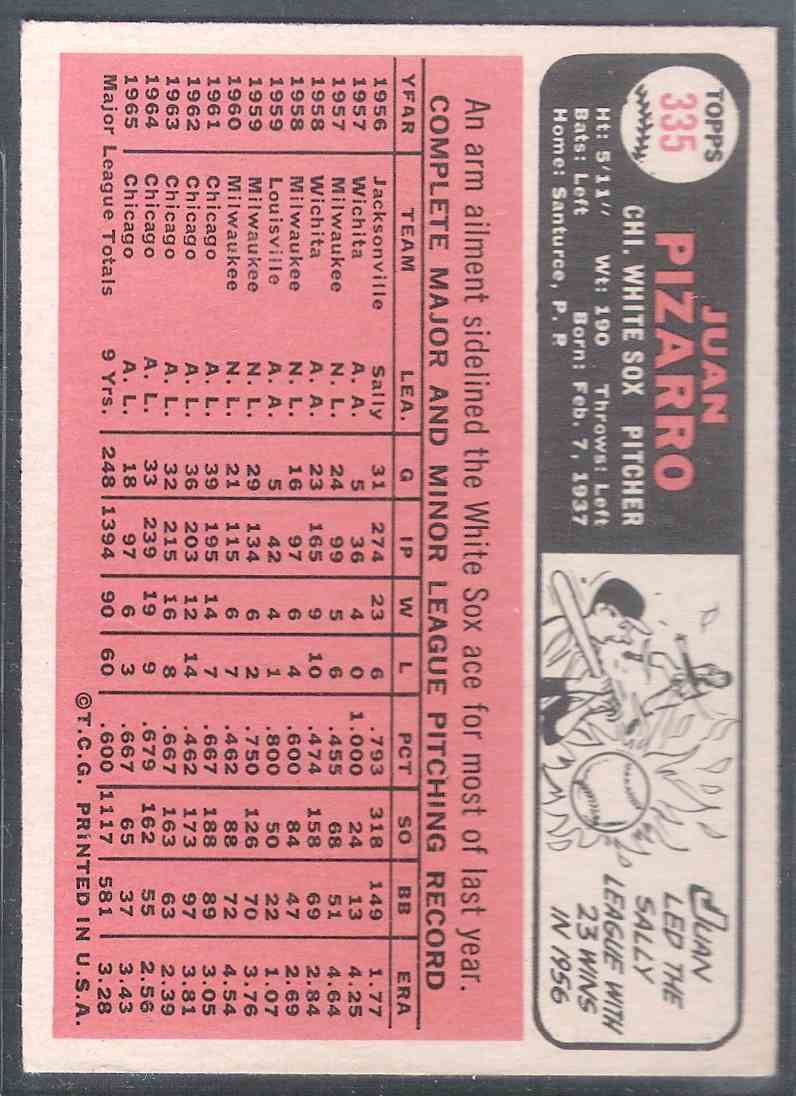 TOPPS
335
JUAN
PIZARRO
CHI. WHITE SOX PITCHER
Ht: 5'11" Wt: 190 Throws: Left
Bats: Left Born: Feb. 7, 1937
Home: Santurce, P. P.
JUAN
LED THE
SALLY
LEAGUE WITH
23 WINS
IN 1956
An arm ailment sidelined the White Sox ace for most of last year.
COMPLETE MAJOR AND MINOR LEAGUE PITCHING RECORD
YFAR TEAM LEA. G IP W L PCT SO BB ERA
1956 Jacksonville Sally 31 274 23 6 .793 318 149 1.77
1957 Wichita A. A. 5 36 4 0 1.000 24 13 4.25
1957 Milwaukee N. L. 24 99 5 6 .455 68 51 4.64
1958 Wichita A. A. 23 165 9 10 .474 158 69 2.84
1958 Milwaukee N. L. 16 97 6 4 .600 84 47 2.69
1959 Louisville A. A. 5 42 4 1 .800 50 22 1.07
1959 Milwaukee N. L. 29 134 6 2 .750 126 70 3.76
1960 Milwaukee N. L. 21 115 6 7 .462 88 72 4.54
1961 Chicago A. L. 39 195 14 7 .667 188 89 3.05
1962 Chicago A. L. 36 203 12 14 .462 173 97 3.81
1963 Chicago A. L. 32 215 16 8 .667 163 63 2.39
1964 Chicago A. L. 33 239 19 9 .679 162 55 2.56
1965 Chicago A. L. 18 97 6 3 .667 65 37 3.43
Major League Totals 9 Yrs. 248 1394 90 60 .600 1117 581 3.28
©T.C.G. PRINTED IN U.S.A.